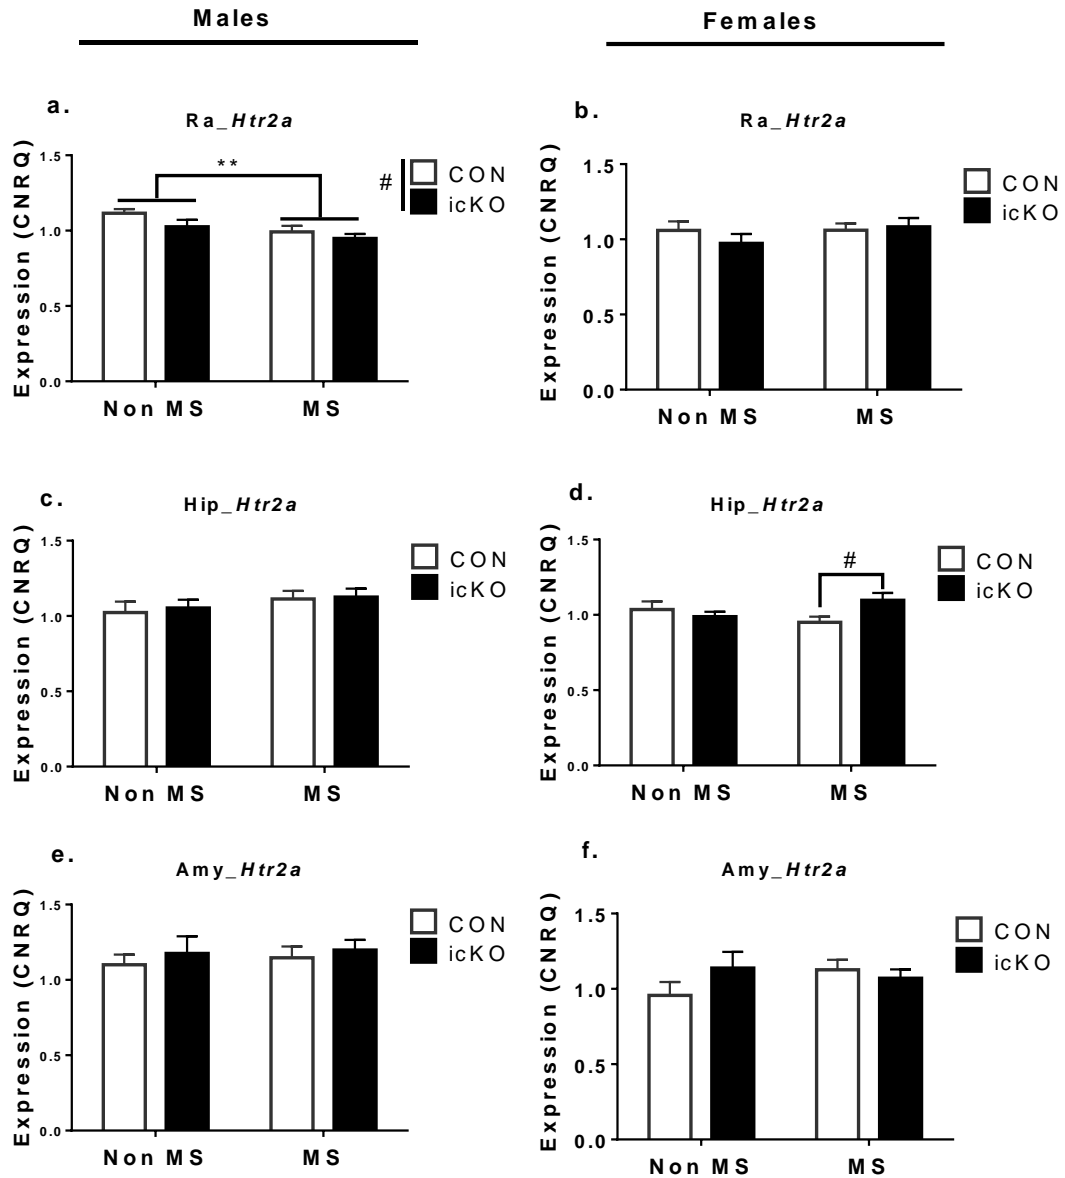 Males
Females
a.
Ra_Htr2a
Expression (CNRQ)
1.5
1.0
0.5
0.0
**
#
CON
icKO
Non MS
MS
b.
Ra_Htr2a
Expression (CNRQ)
1.5
1.0
0.5
0.0
CON
icKO
Non MS
MS
c.
Hip_Htr2a
Expression (CNRQ)
1.5
1.0
0.5
0.0
CON
icKO
Non MS
MS
d.
Hip_Htr2a
Expression (CNRQ)
1.5
1.0
0.5
0.0
#
CON
icKO
Non MS
MS
e.
Amy_Htr2a
Expression (CNRQ)
1.5
1.0
0.5
0.0
CON
icKO
Non MS
MS
f.
Amy_Htr2a
Expression (CNRQ)
1.5
1.0
0.5
0.0
CON
icKO
Non MS
MS